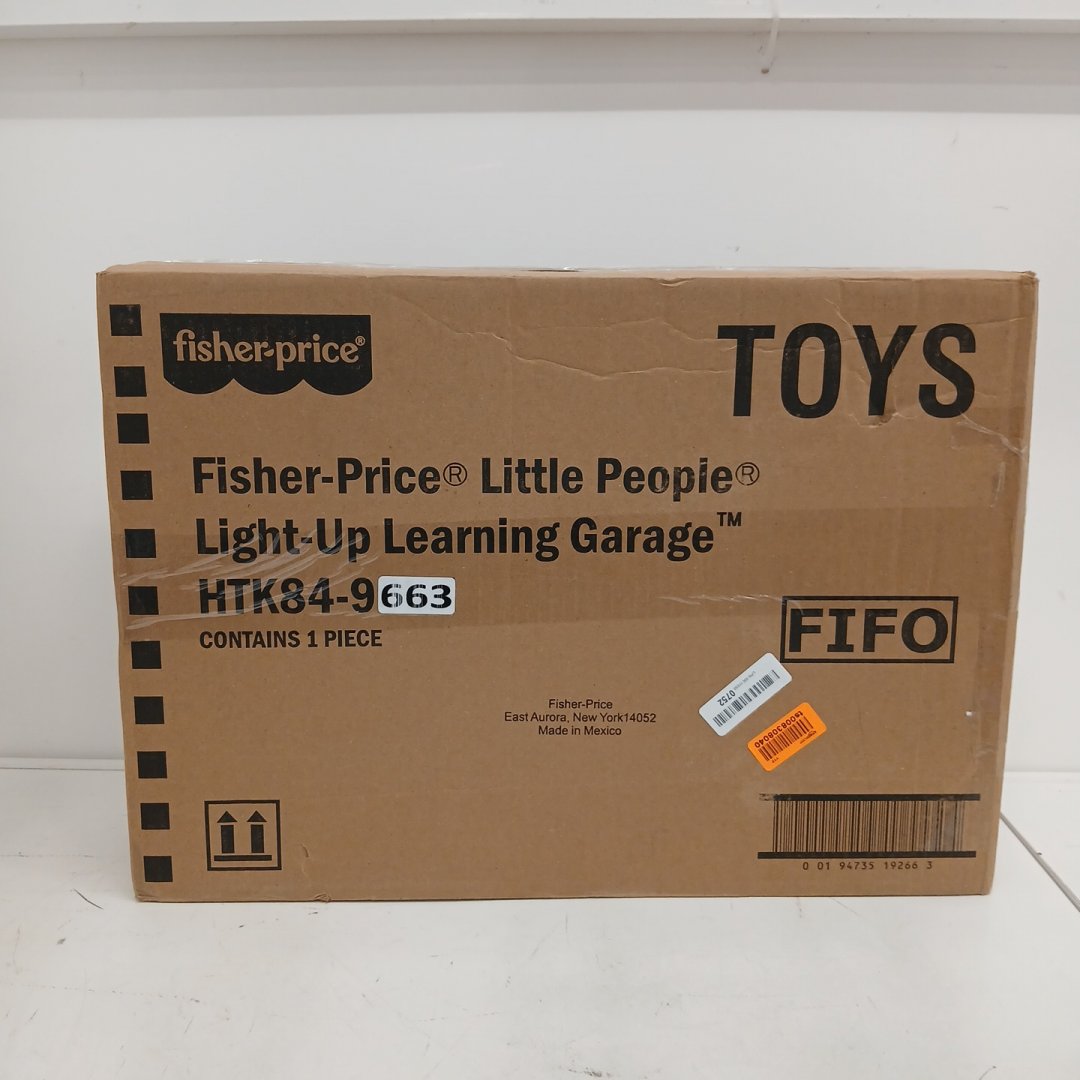 fisher-price®
TOYS
Fisher-Price® Little People®
Light-Up Learning Garage™
HTK84-9663
CONTAINS 1 PIECE
FIFO
Fisher-Price
East Aurora, New York14052
Made in Mexico
0752
ts00838040
0 01 94735 19266 3